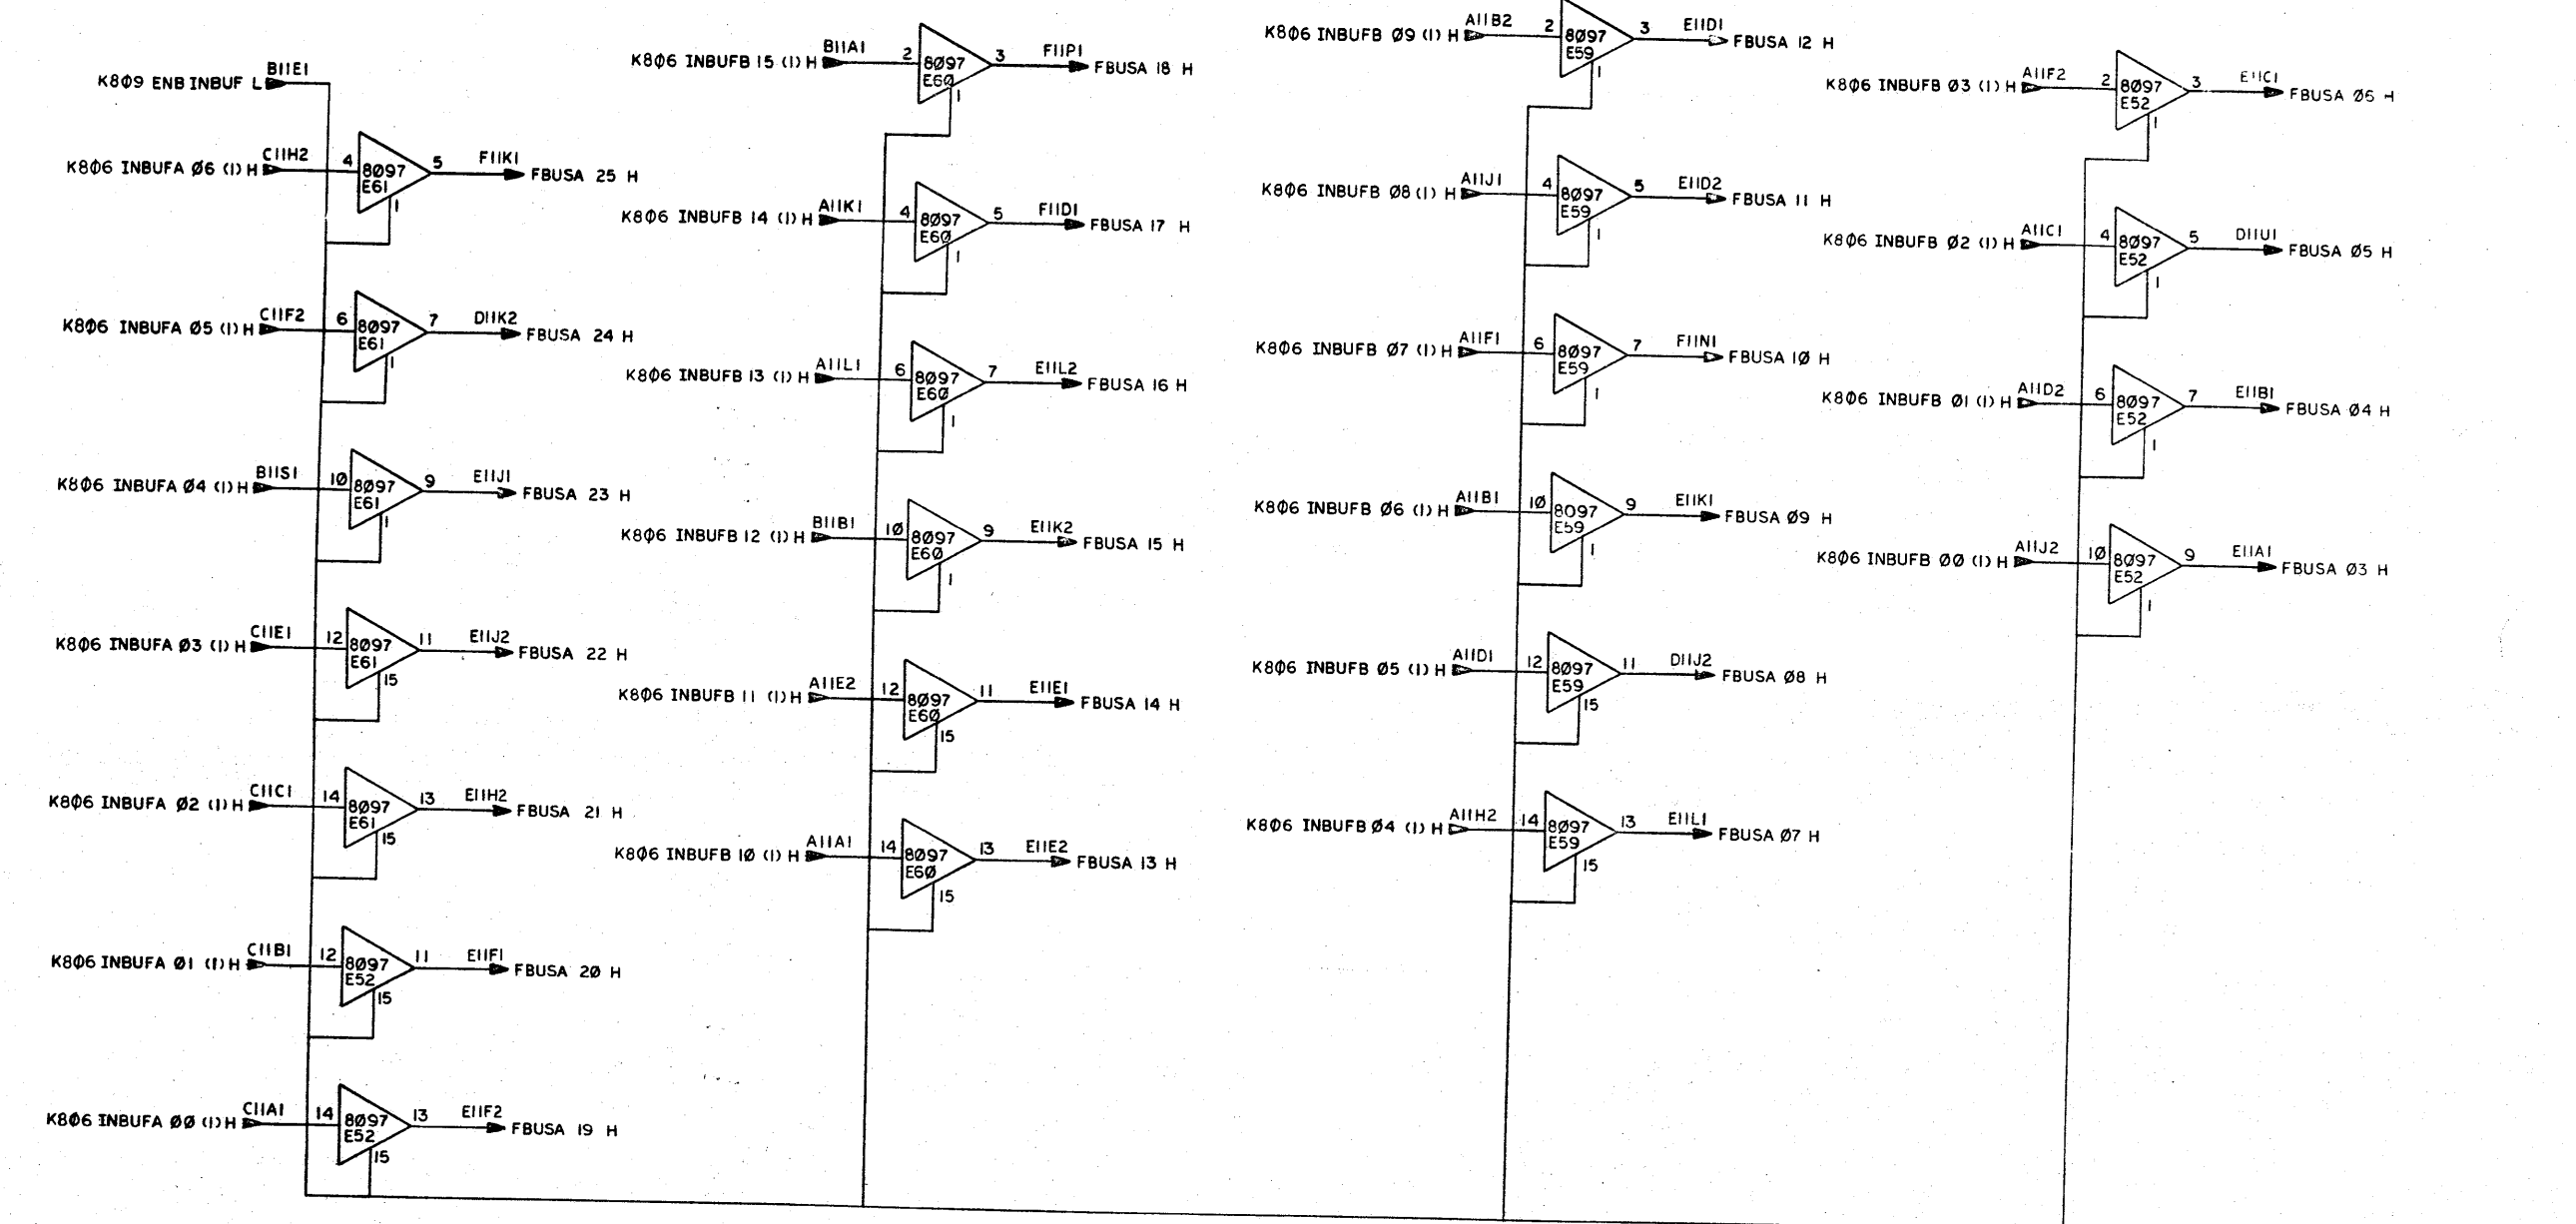 K8Ø9 ENB INBUF L B11E1
K8Ø6 INBUFA Ø6 (1) H C11H2 4 8Ø97 E61 5 1 F11K1 FBUSA 25 H
K8Ø6 INBUFA Ø5 (1) H C11F2 6 8Ø97 E61 7 1 D11K2 FBUSA 24 H
K8Ø6 INBUFA Ø4 (1) H B11S1 1Ø 8Ø97 E61 9 1 E11J1 FBUSA 23 H
K8Ø6 INBUFA Ø3 (1) H C11E1 12 8Ø97 E61 11 15 E11J2 FBUSA 22 H
K8Ø6 INBUFA Ø2 (1) H C11C1 14 8Ø97 E61 13 15 E11H2 FBUSA 21 H
K8Ø6 INBUFA Ø1 (1) H C11B1 12 8Ø97 E52 11 15 E11F1 FBUSA 2Ø H
K8Ø6 INBUFA ØØ (1) H C11A1 14 8Ø97 E52 13 15 E11F2 FBUSA 19 H
K8Ø6 INBUFB 15 (1) H B11A1 2 8Ø97 E6Ø 3 1 F11P1 FBUSA 18 H
K8Ø6 INBUFB 14 (1) H A11K1 4 8Ø97 E6Ø 5 1 F11D1 FBUSA 17 H
K8Ø6 INBUFB 13 (1) H A11L1 6 8Ø97 E6Ø 7 1 E11L2 FBUSA 16 H
K8Ø6 INBUFB 12 (1) H B11B1 1Ø 8Ø97 E6Ø 9 1 E11K2 FBUSA 15 H
K8Ø6 INBUFB 11 (1) H A11E2 12 8Ø97 E6Ø 11 15 E11E1 FBUSA 14 H
K8Ø6 INBUFB 1Ø (1) H A11A1 14 8Ø97 E6Ø 13 15 E11E2 FBUSA 13 H
K8Ø6 INBUFB Ø9 (1) H A11B2 2 8Ø97 E59 3 1 E11D1 FBUSA 12 H
K8Ø6 INBUFB Ø8 (1) H A11J1 4 8Ø97 E59 5 1 E11D2 FBUSA 11 H
K8Ø6 INBUFB Ø7 (1) H A11F1 6 8Ø97 E59 7 1 F11N1 FBUSA 1Ø H
K8Ø6 INBUFB Ø6 (1) H A11B1 1Ø 8Ø97 E59 9 1 E11K1 FBUSA Ø9 H
K8Ø6 INBUFB Ø5 (1) H A11D1 12 8Ø97 E59 11 15 D11J2 FBUSA Ø8 H
K8Ø6 INBUFB Ø4 (1) H A11H2 14 8Ø97 E59 13 15 E11L1 FBUSA Ø7 H
K8Ø6 INBUFB Ø3 (1) H A11F2 2 8Ø97 E52 3 1 E11C1 FBUSA Ø6 H
K8Ø6 INBUFB Ø2 (1) H A11C1 4 8Ø97 E52 5 1 D11U1 FBUSA Ø5 H
K8Ø6 INBUFB Ø1 (1) H A11D2 6 8Ø97 E52 7 1 E11B1 FBUSA Ø4 H
K8Ø6 INBUFB ØØ (1) H A11J2 1Ø 8Ø97 E52 9 1 E11A1 FBUSA Ø3 H